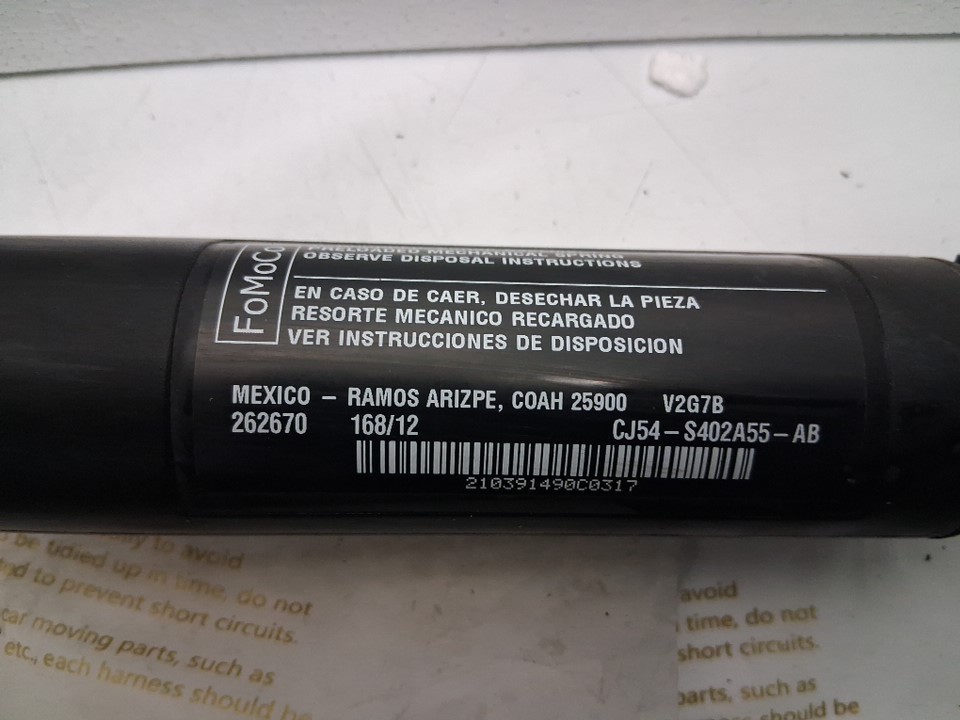 FoMoCo
PRELOADED MECHANICAL SPRING
OBSERVE DISPOSAL INSTRUCTIONS
EN CASO DE CAER, DESECHAR LA PIEZA
RESORTE MECANICO RECARGADO
VER INSTRUCCIONES DE DISPOSICION
MEXICO - RAMOS ARIZPE, COAH 25900 V2G7B
262670 168/12 CJ54-S402A55-AB
210391490C0317
to avoid
be tidied up in time, do not
to prevent short circuits.
car moving parts, such as
etc., each harness should be
avoid
time, do not
short circuits.
parts, such as
should be